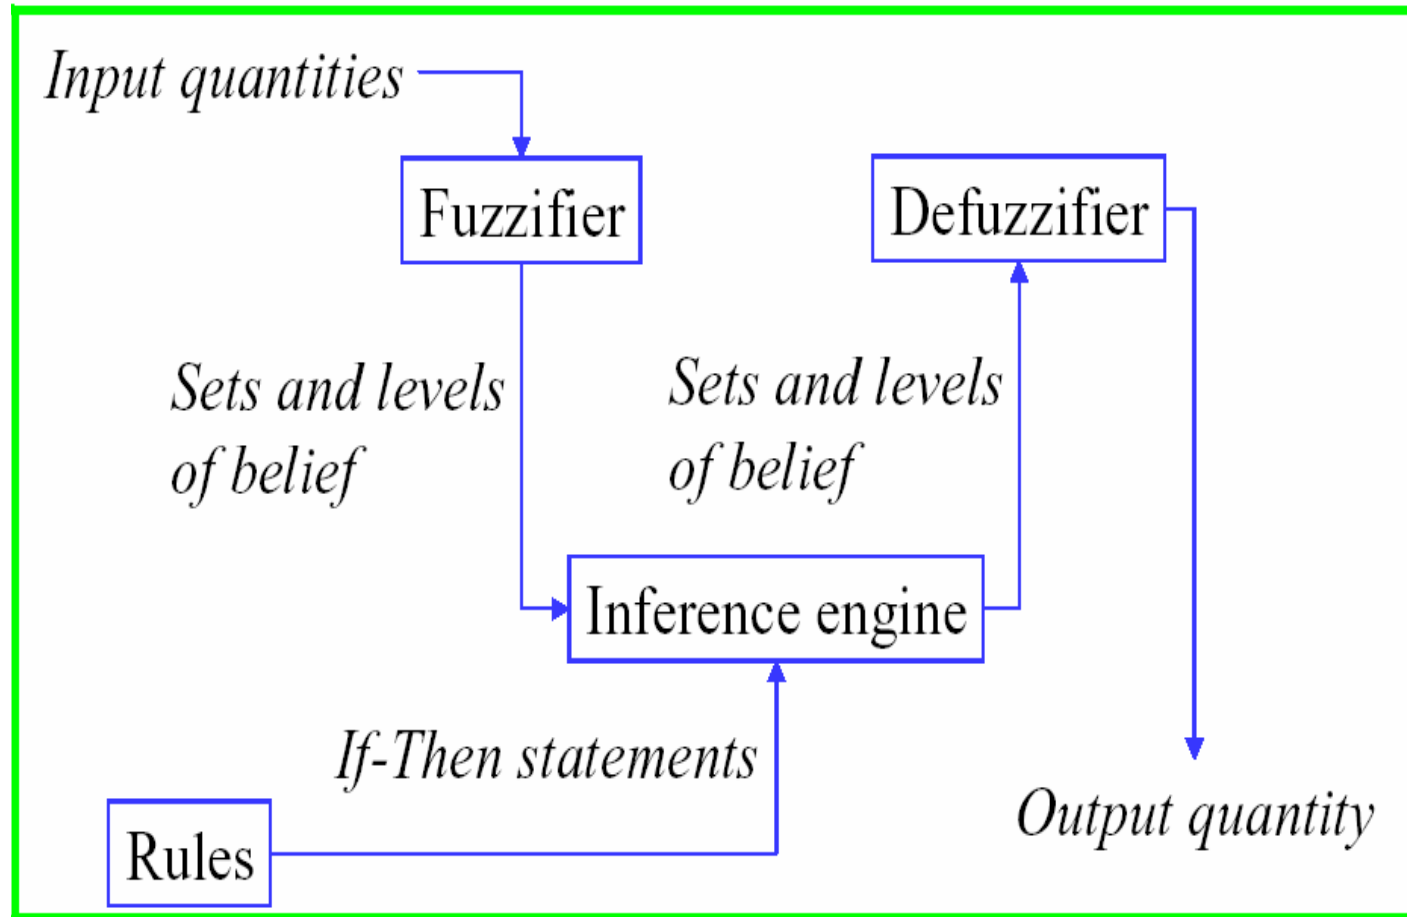 Input quantities
Fuzzifier
Defuzzifier
Sets and levels
of belief
Sets and levels
of belief
Inference engine
If-Then statements
Rules
Output quantity